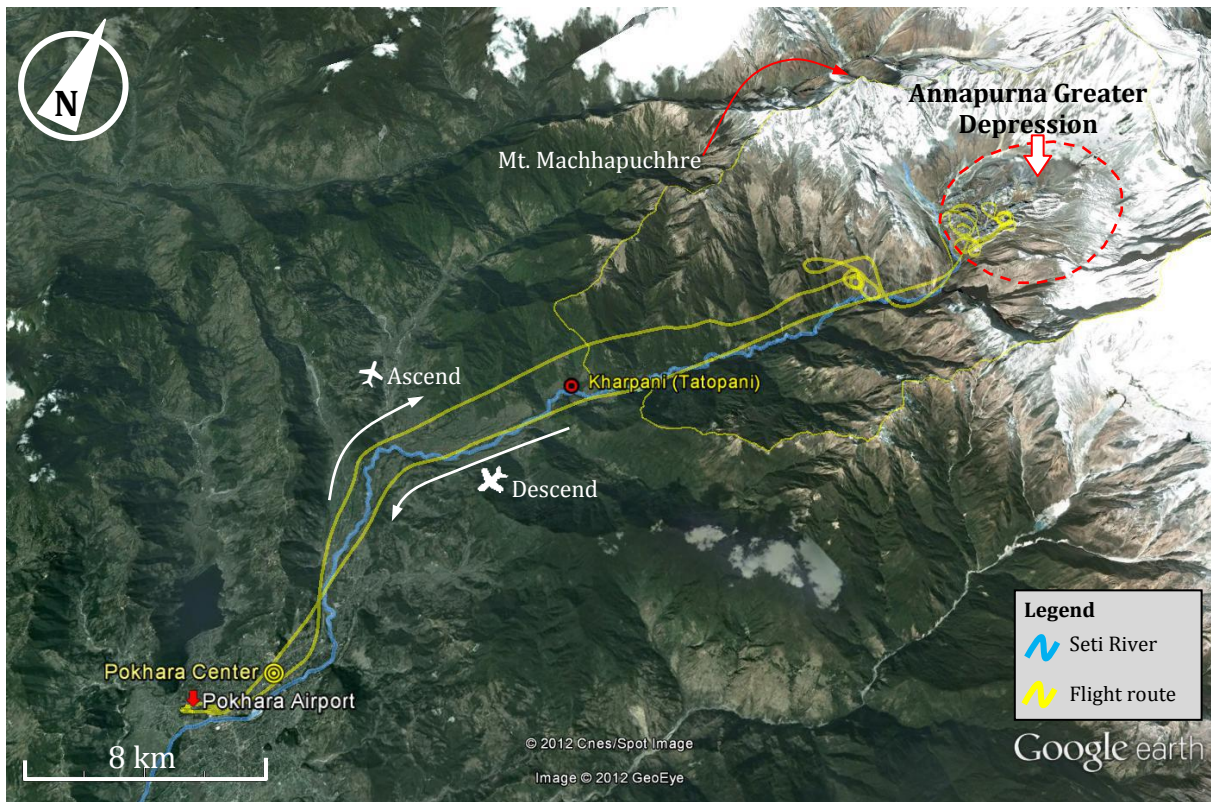 N
Annapurna Greater
Depression
Mt. Machhapuchhre
Ascend
Kharpani (Tatopani)
Descend
Pokhara Center
Pokhara Airport
8 km
Legend
Seti River
Flight route
© 2012 Cnes/Spot Image
Image © 2012 GeoEye
Google earth